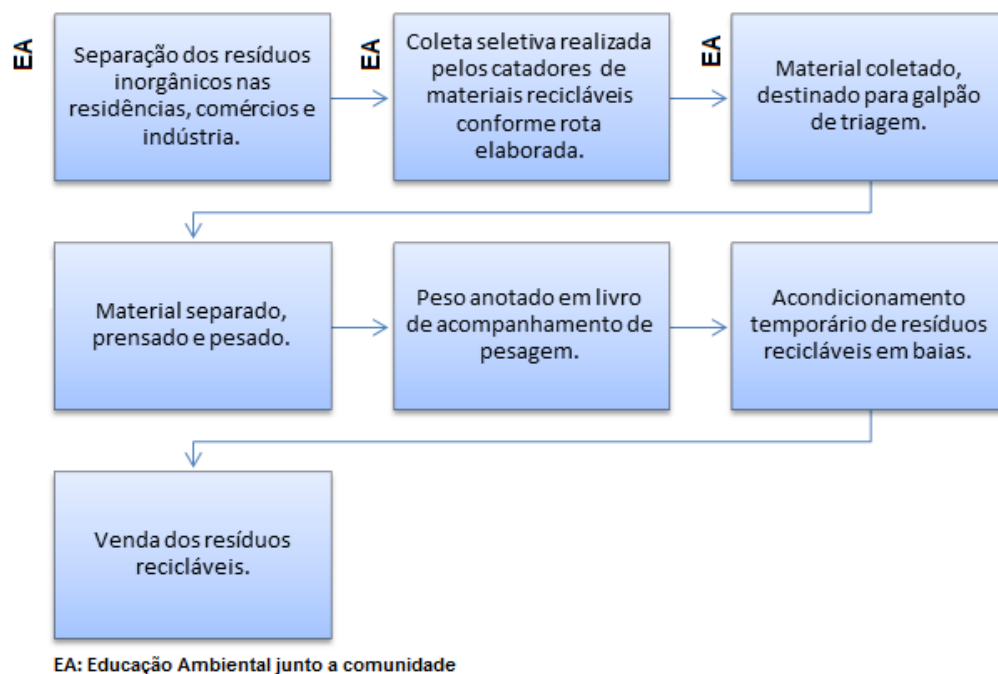 EA
Separação dos resíduos
inorgânicos nas
residências, comércios e
indústria.
EA
Coleta seletiva realizada
pelos catadores de
materiais recicláveis
conforme rota
elaborada.
EA
Material coletado,
destinado para galpão
de triagem.
Material separado,
prensado e pesado.
Peso anotado em livro
de acompanhamento de
pesagem.
Acondicionamento
temporário de resíduos
recicláveis em baias.
Venda dos resíduos
recicláveis.
EA: Educação Ambiental junto a comunidade